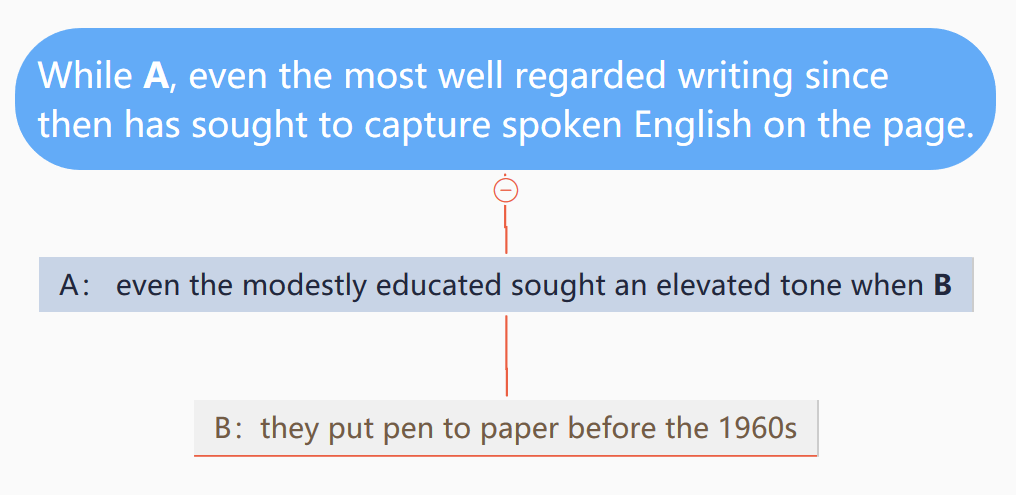 While A, even the most well regarded writing since
then has sought to capture spoken English on the page.
A： even the modestly educated sought an elevated tone when B
B：they put pen to paper before the 1960s